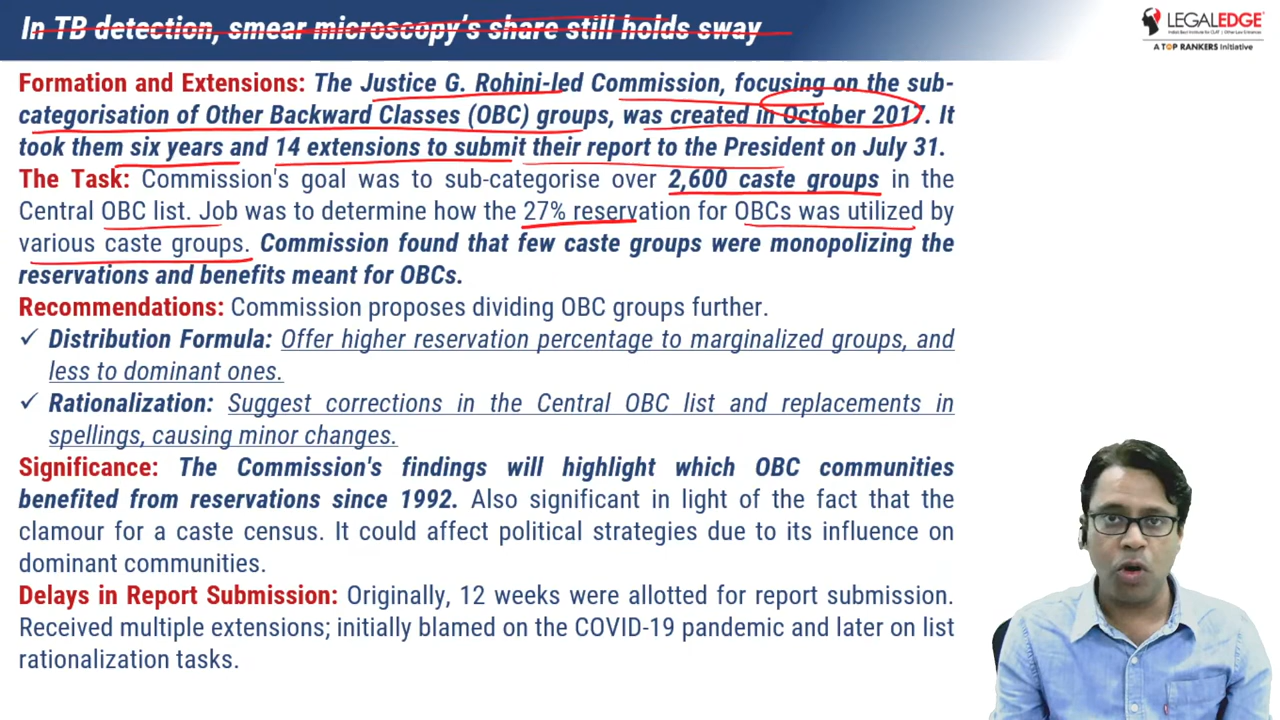 In TB detection, smear microscopy's share still holds sway
LEGALEDGE
A TOP RANKERS Initiative
Formation and Extensions: The Justice G. Rohini-led Commission, focusing on the sub-
categorisation of Other Backward Classes (OBC) groups, was created in October 2017. It
took them six years and 14 extensions to submit their report to the President on July 31.
The Task: Commission's goal was to sub-categorise over 2,600 caste groups in the
Central OBC list. Job was to determine how the 27% reservation for OBCs was utilized by
various caste groups. Commission found that few caste groups were monopolizing the
reservations and benefits meant for OBCs.
Recommendations: Commission proposes dividing OBC groups further.
✓ Distribution Formula: Offer higher reservation percentage to marginalized groups, and
less to dominant ones.
✓ Rationalization: Suggest corrections in the Central OBC list and replacements in
spellings, causing minor changes.
Significance: The Commission's findings will highlight which OBC communities
benefited from reservations since 1992. Also significant in light of the fact that the
clamour for a caste census. It could affect political strategies due to its influence on
dominant communities.
Delays in Report Submission: Originally, 12 weeks were allotted for report submission.
Received multiple extensions; initially blamed on the COVID-19 pandemic and later on list
rationalization tasks.